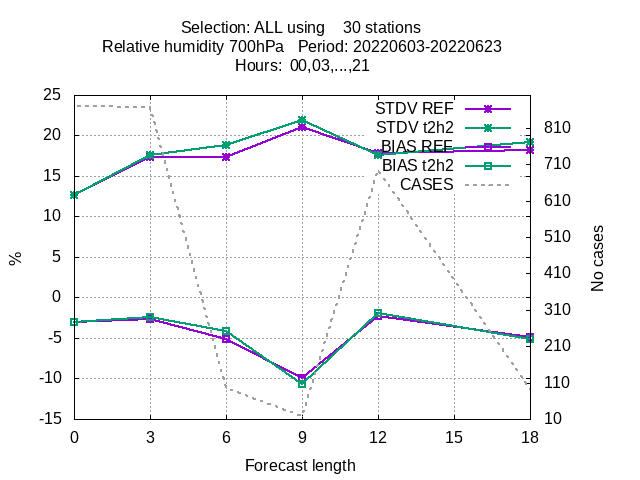 Selection: ALL using    30 stations
Relative humidity 700hPa   Period: 20220603-20220623
Hours: 00,03,...,21
STDV REF
STDV t2h2
BIAS REF
BIAS t2h2
CASES
25
20
15
10
5
0
-5
-10
-15
%
810
710
610
510
410
310
210
110
10
No cases
0 3 6 9 12 15 18
Forecast length